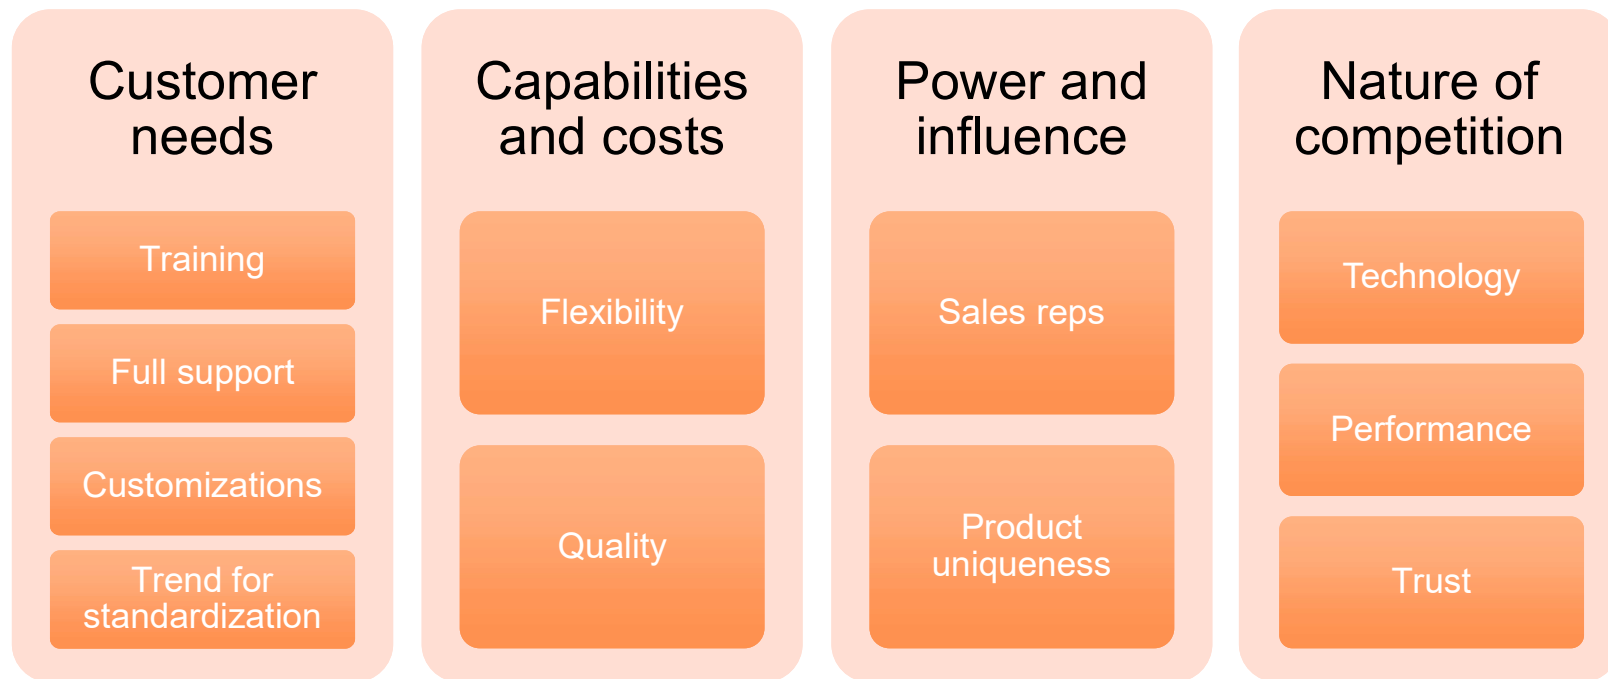 Customer
needs
Training
Full support
Customizations
Trend for
standardization
Capabilities
and costs
Flexibility
Quality
Power and
influence
Sales reps
Product
uniqueness
Nature of
competition
Technology
Performance
Trust